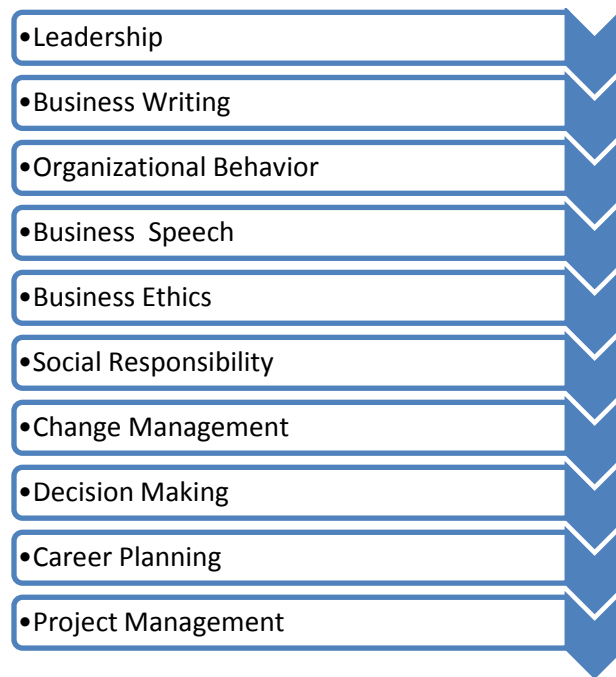 •Leadership
•Business Writing
•Organizational Behavior
•Business  Speech
•Business Ethics
•Social Responsibility
•Change Management
•Decision Making
•Career Planning
•Project Management